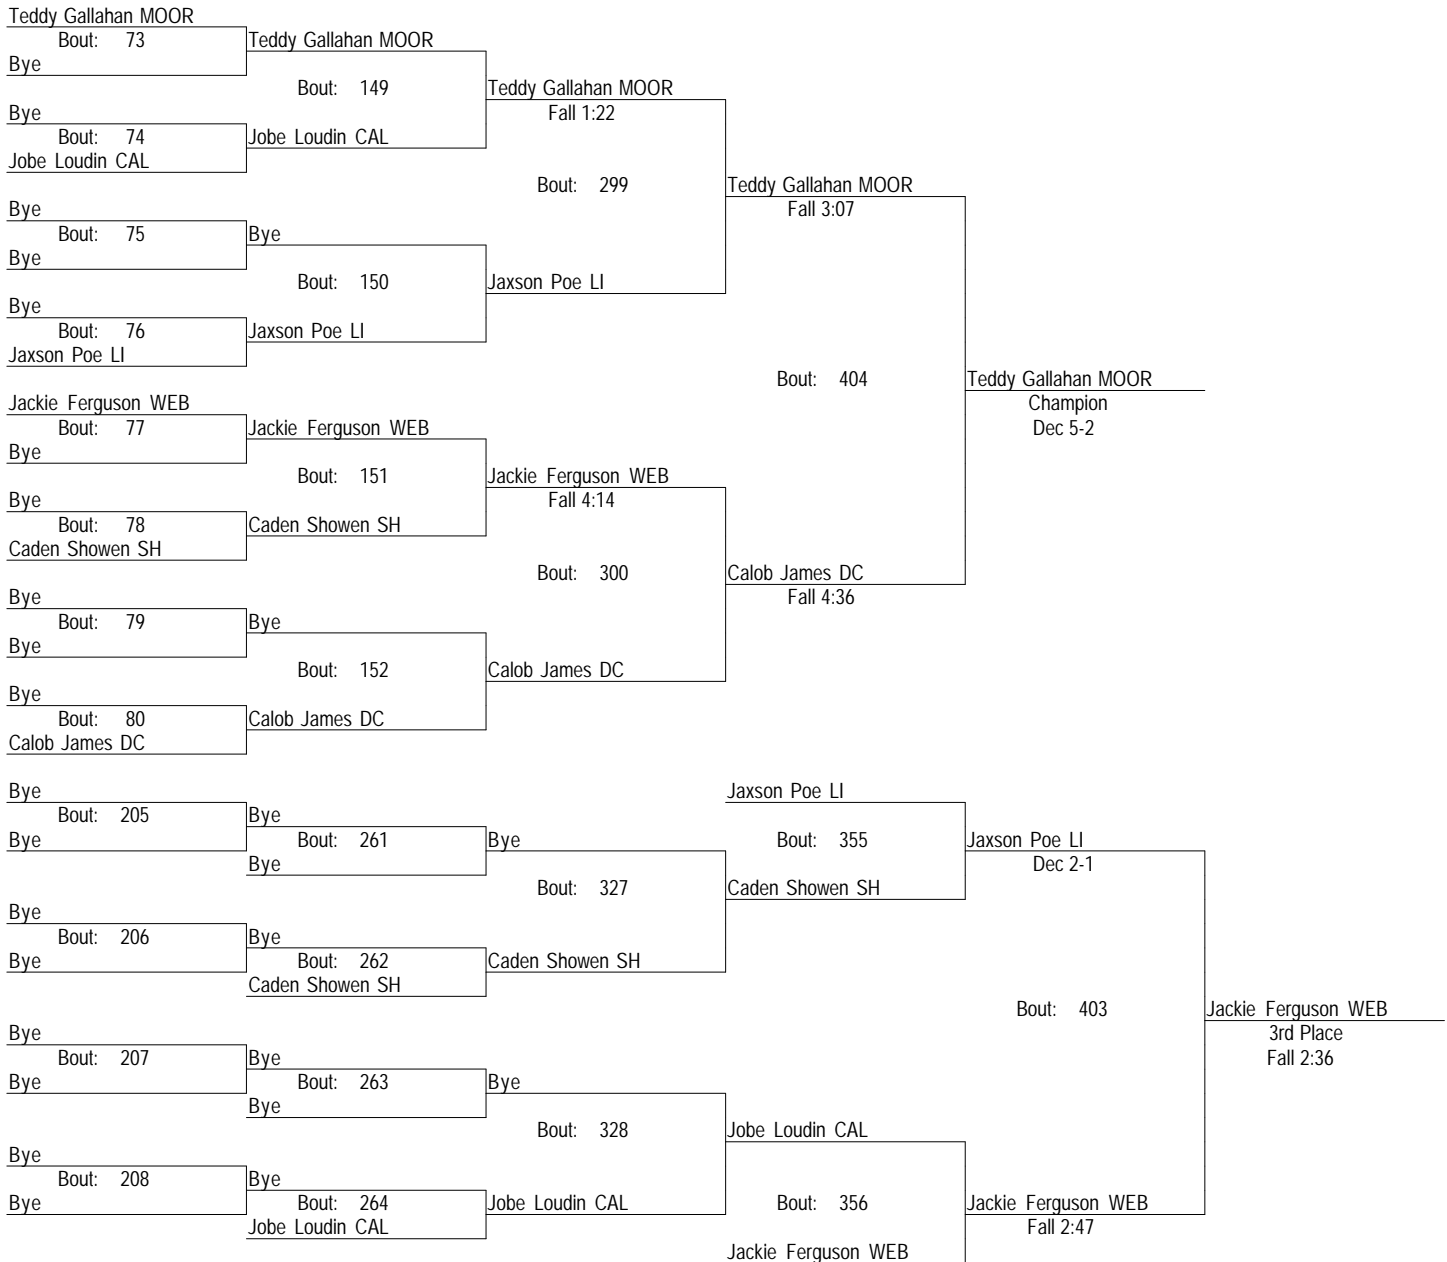 Teddy Gallahan MOOR
Bout: 73
Teddy Gallahan MOOR
Bye
Bout: 149
Teddy Gallahan MOOR
Bye
Fall 1:22
Bout: 74
Jobe Loudin CAL
Jobe Loudin CAL
Bout: 299
Teddy Gallahan MOOR
Bye
Fall 3:07
Bout: 75
Bye
Bye
Bout: 150
Jaxson Poe LI
Bye
Bout: 76
Jaxson Poe LI
Jaxson Poe LI
Bout: 404
Teddy Gallahan MOOR
Jackie Ferguson WEB
Champion
Bout: 77
Jackie Ferguson WEB
Dec 5-2
Bye
Bout: 151
Jackie Ferguson WEB
Bye
Fall 4:14
Bout: 78
Caden Showen SH
Caden Showen SH
Bout: 300
Calob James DC
Bye
Fall 4:36
Bout: 79
Bye
Bye
Bout: 152
Calob James DC
Bye
Bout: 80
Calob James DC
Calob James DC
Bye
Jaxson Poe LI
Bout: 205
Bye
Bye
Bout: 261
Bye
Bout: 355
Jaxson Poe LI
Bye
Dec 2-1
Bout: 327
Caden Showen SH
Bye
Bout: 206
Bye
Bye
Bout: 262
Caden Showen SH
Caden Showen SH
Bout: 403
Jackie Ferguson WEB
Bye
3rd Place
Bout: 207
Bye
Fall 2:36
Bye
Bout: 263
Bye
Bye
Bout: 328
Jobe Loudin CAL
Bye
Bout: 208
Bye
Bye
Bout: 264
Jobe Loudin CAL
Bout: 356
Jackie Ferguson WEB
Jobe Loudin CAL
Fall 2:47
Jackie Ferguson WEB